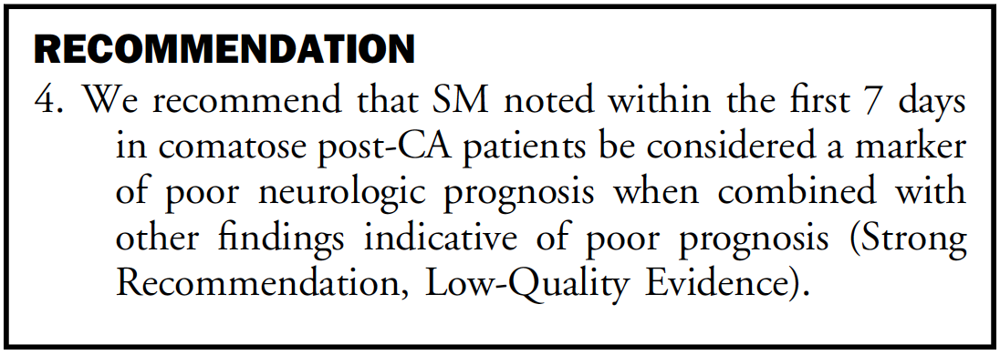 RECOMMENDATION
4. We recommend that SM noted within the first 7 days
in comatose post-CA patients be considered a marker
of poor neurologic prognosis when combined with
other findings indicative of poor prognosis (Strong
Recommendation, Low-Quality Evidence).